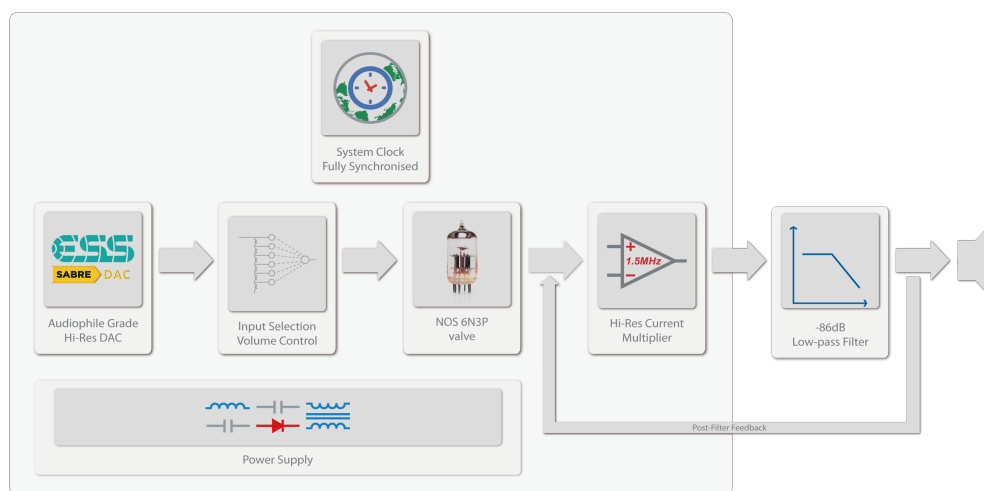 System Clock
Fully Synchronised
ESS
SABRE DAC
Audiophile Grade
Hi-Res DAC
Input Selection
Volume Control
NOS 6N3P
valve
+
1.5MHz
−
Hi-Res Current
Multiplier
-86dB
Low-pass Filter
Post-Filter Feedback
Power Supply